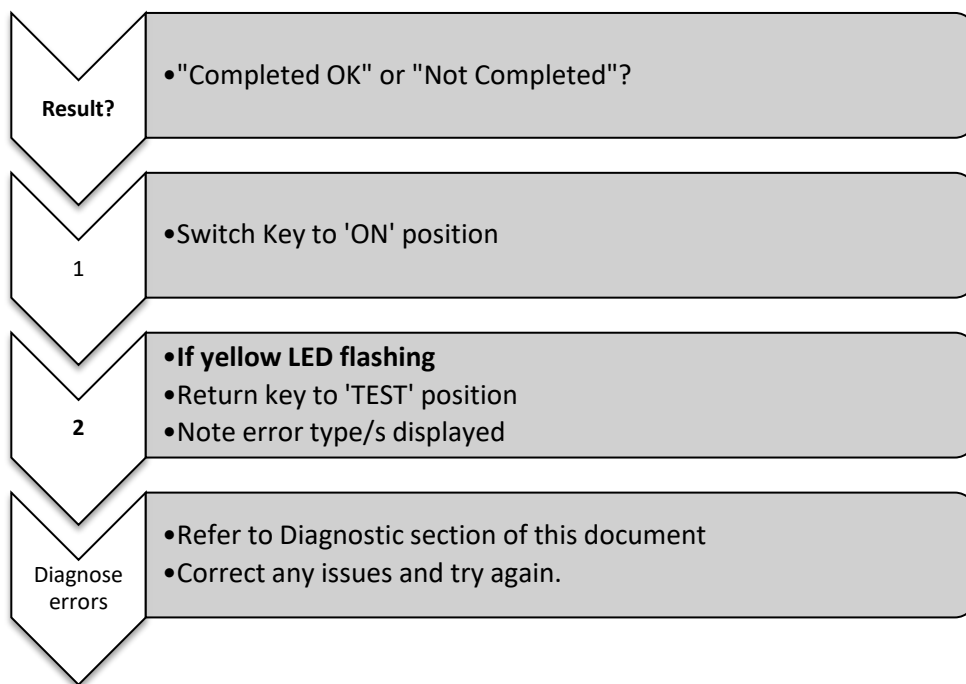 Result?
•"Completed OK" or "Not Completed"?
1
•Switch Key to 'ON' position
2
•If yellow LED flashing
•Return key to 'TEST' position
•Note error type/s displayed
Diagnose
errors
•Refer to Diagnostic section of this document
•Correct any issues and try again.